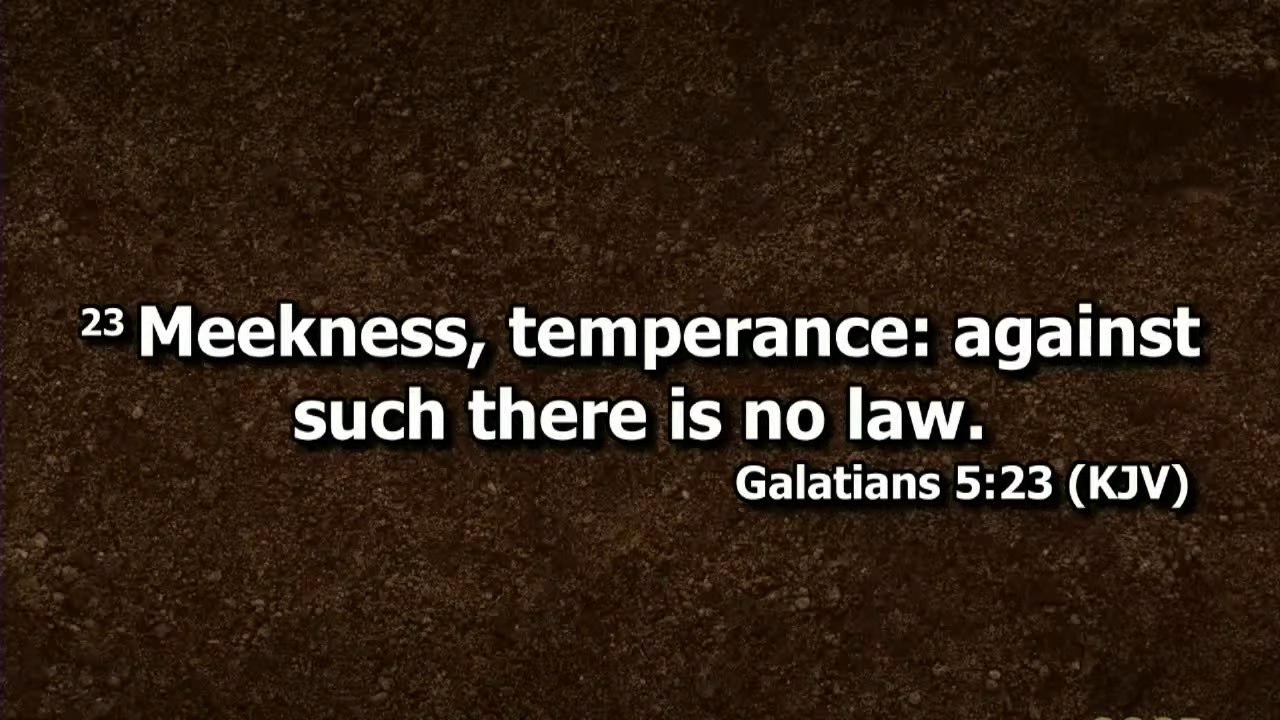 23 Meekness, temperance: against
such there is no law.
Galatians 5:23 (KJV)